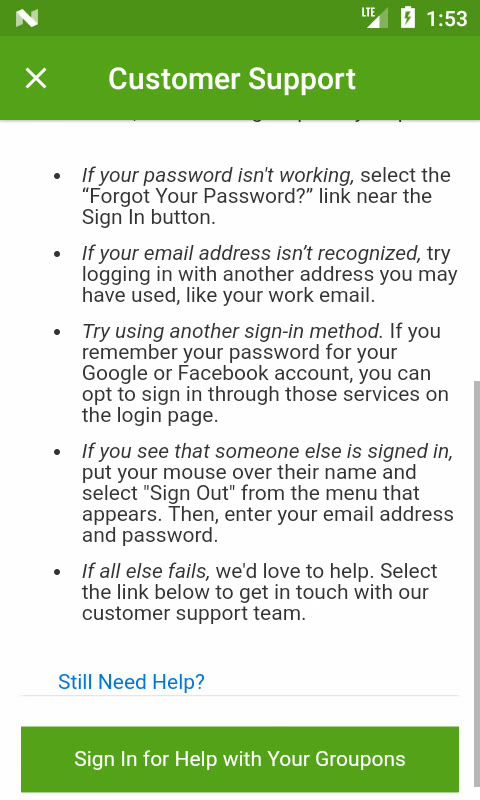 LTE 1:53
Customer Support
• If your password isn't working, select the
“Forgot Your Password?” link near the
Sign In button.
• If your email address isn’t recognized, try
logging in with another address you may
have used, like your work email.
• Try using another sign-in method. If you
remember your password for your
Google or Facebook account, you can
opt to sign in through those services on
the login page.
• If you see that someone else is signed in,
put your mouse over their name and
select "Sign Out" from the menu that
appears. Then, enter your email address
and password.
• If all else fails, we'd love to help. Select
the link below to get in touch with our
customer support team.
Still Need Help?
Sign In for Help with Your Groupons